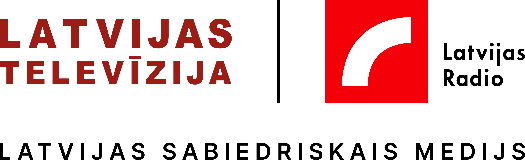 LATVIJAS
TELEVĪZIJA
Latvijas
Radio
LATVIJAS SABIEDRISKAIS MEDIJS